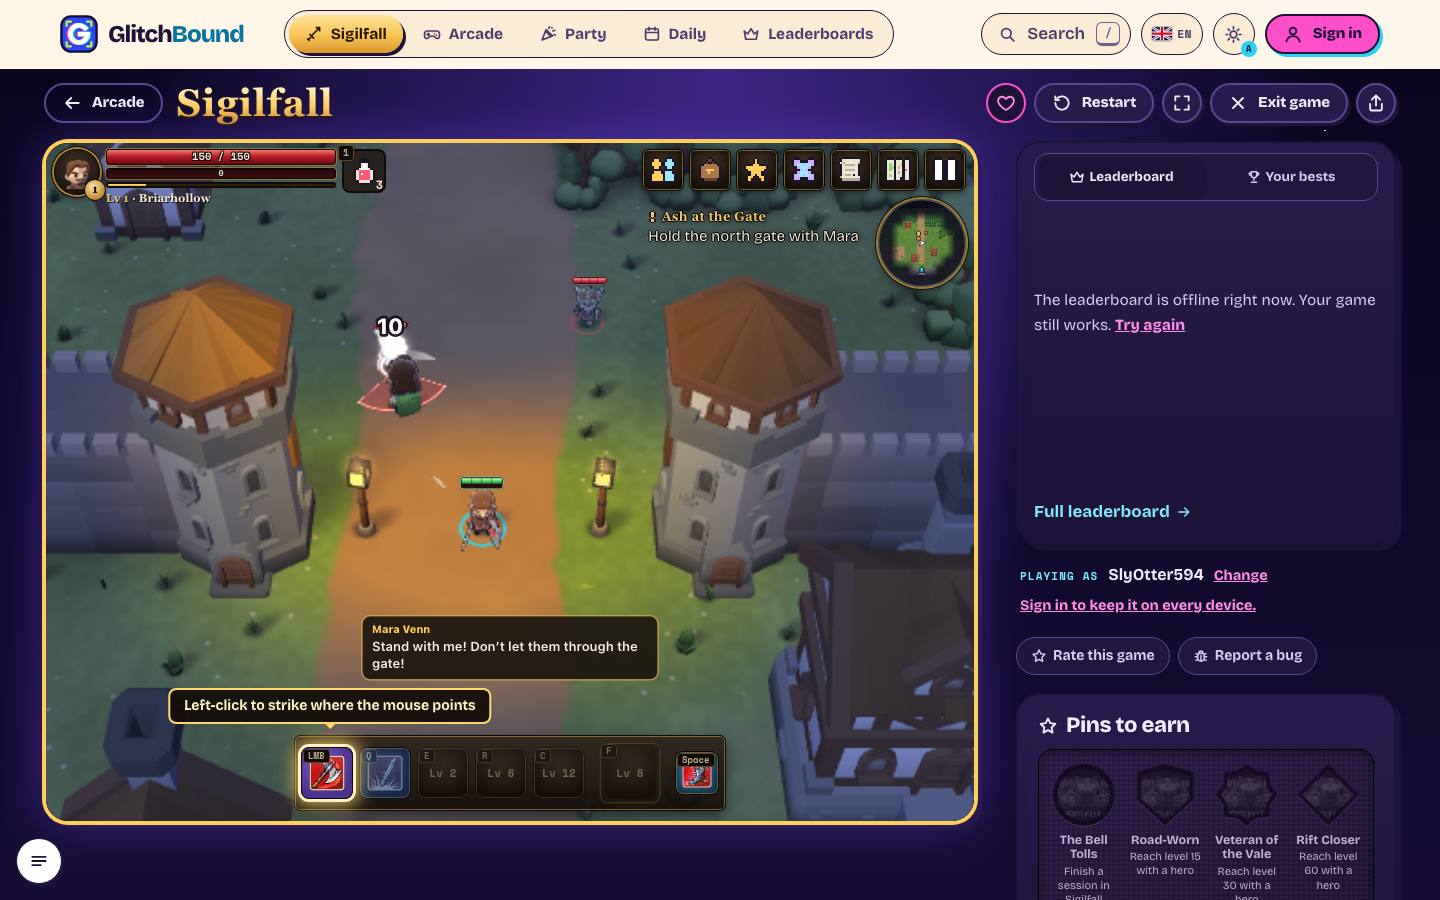 GlitchBound
Sigilfall
Arcade
Party
Daily
Leaderboards
Search /
EN
A
Sign in
Arcade
Sigilfall
Restart
Exit game
150 / 150
0
1
Lv 1 · Briarhollow
1
3
! Ash at the Gate
Hold the north gate with Mara
10
Mara Venn
Stand with me! Don't let them through the
gate!
Left-click to strike where the mouse points
LMB
Q
E
Lv 2
R
Lv 6
C
Lv 12
F
Lv 8
Space
Leaderboard
Your bests
The leaderboard is offline right now. Your game
still works. Try again
Full leaderboard →
PLAYING AS SlyOtter594 Change
Sign in to keep it on every device.
Rate this game
Report a bug
Pins to earn
The Bell
Tolls
Finish a
session in
Sigilfall
Road-Worn
Reach level 15
with a hero
Veteran of
the Vale
Reach level
30 with a
hero
Rift Closer
Reach level
60 with a
hero